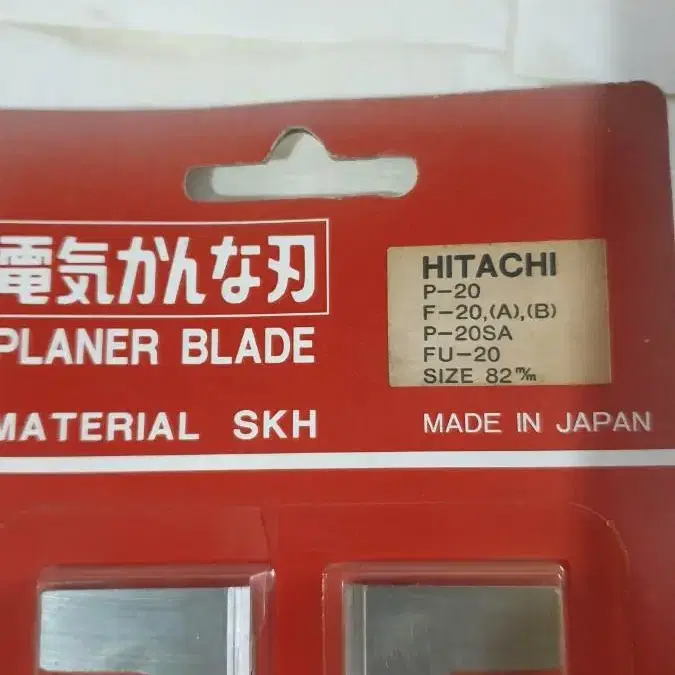 電気かんな刃
PLANER BLADE
MATERIAL SKH
HITACHI
P-20
F-20,(A),(B)
P-20SA
FU-20
SIZE 82 m/m
MADE IN JAPAN